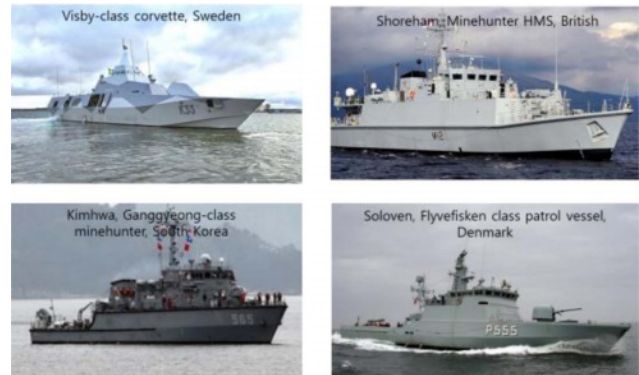 Visby-class corvette, Sweden
K33
Shoreham, Minehunter HMS, British
Kimhwa, Ganggyeong-class
minehunter, South Korea
565
Soloven, Flyvefisken class patrol vessel,
Denmark
P555